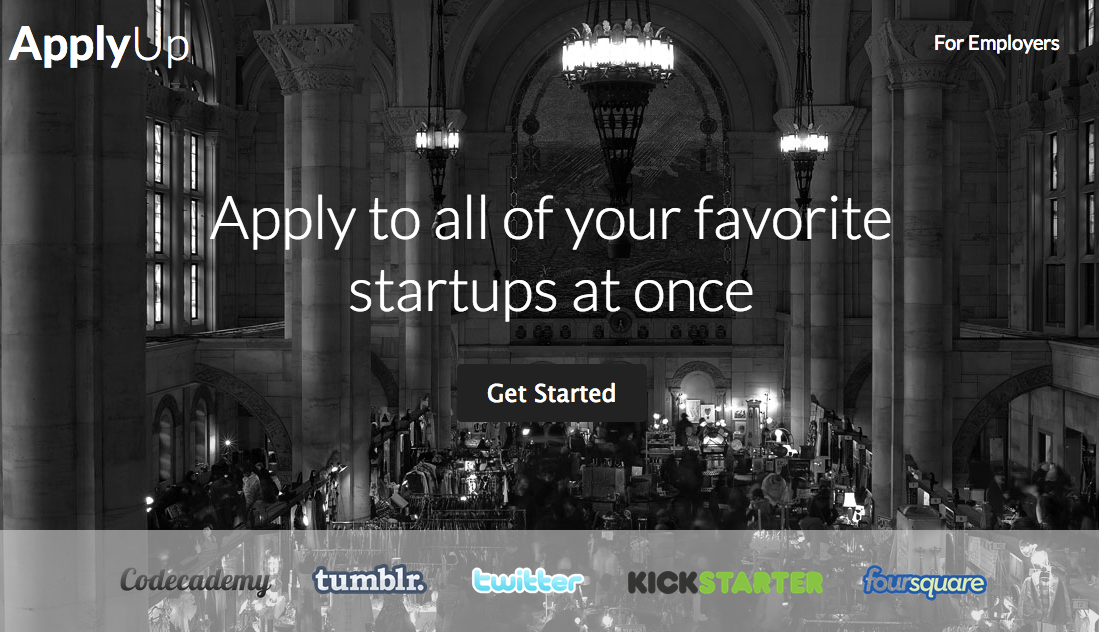 ApplyUp
For Employers
Apply to all of your favorite
startups at once
Get Started
Codecademy
tumblr.
twitter
KICKSTARTER
foursquare